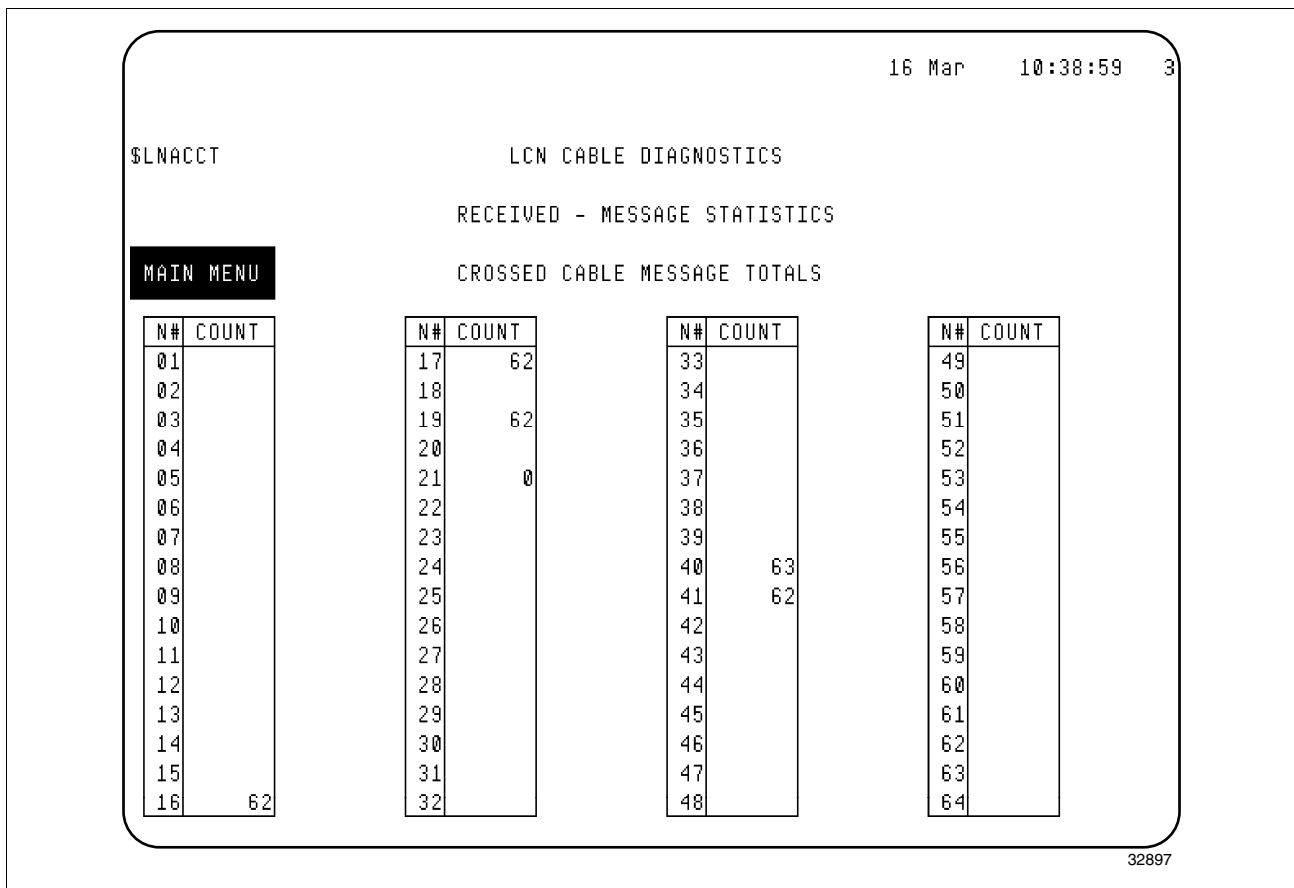 16 Mar 10:38:59 3
$LNACCT LCN CABLE DIAGNOSTICS
RECEIVED - MESSAGE STATISTICS
MAIN MENU CROSSED CABLE MESSAGE TOTALS
N# COUNT N# COUNT N# COUNT N# COUNT
01 17 62 33 49
02 18 34 50
03 19 62 35 51
04 20 36 52
05 21 0 37 53
06 22 38 54
07 23 39 55
08 24 40 63 56
09 25 41 62 57
10 26 42 58
11 27 43 59
12 28 44 60
13 29 45 61
14 30 46 62
15 31 47 63
16 62 32 48 64
32897